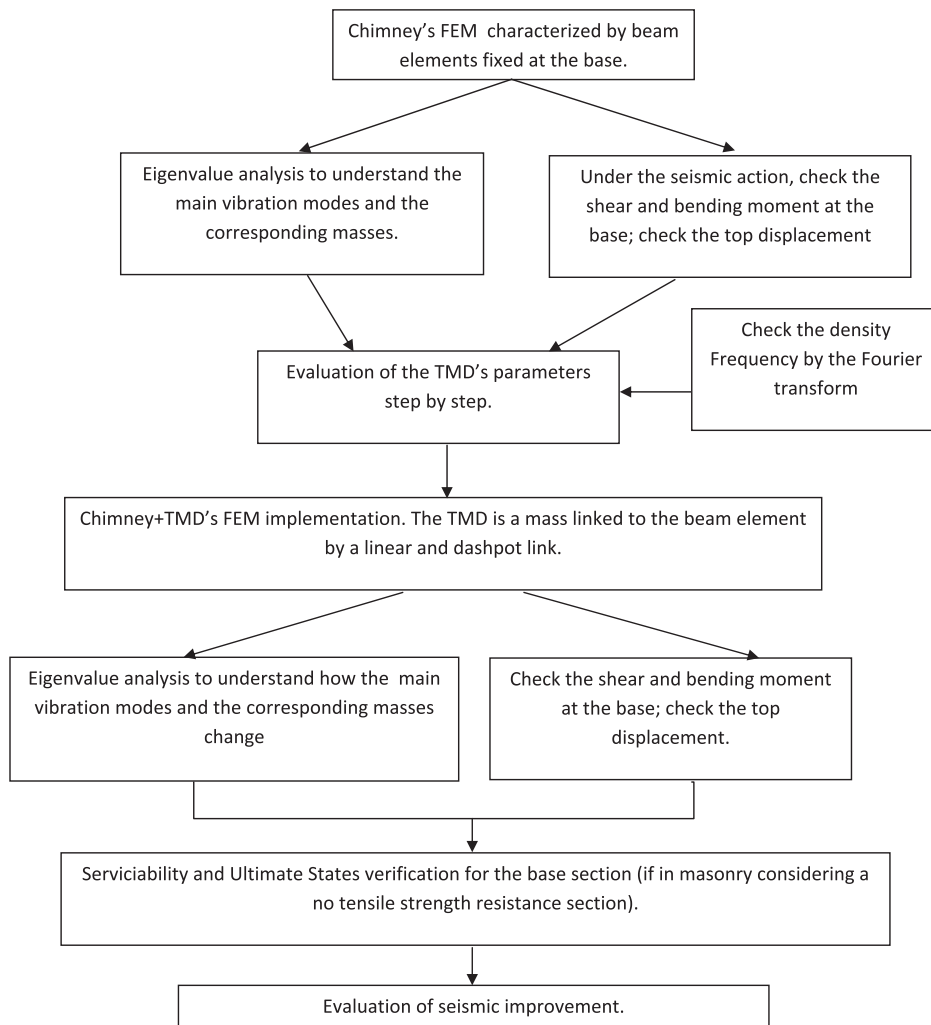 Chimney’s FEM characterized by beam
elements fixed at the base.
Eigenvalue analysis to understand the
main vibration modes and the
corresponding masses.
Under the seismic action, check the
shear and bending moment at the
base; check the top displacement
Check the density
Frequency by the Fourier
transform
Evaluation of the TMD’s parameters
step by step.
Chimney+TMD’s FEM implementation. The TMD is a mass linked to the beam element
by a linear and dashpot link.
Eigenvalue analysis to understand how the main
vibration modes and the corresponding masses
change
Check the shear and bending moment
at the base; check the top
displacement.
Serviciability and Ultimate States verification for the base section (if in masonry considering a
no tensile strength resistance section).
Evaluation of seismic improvement.